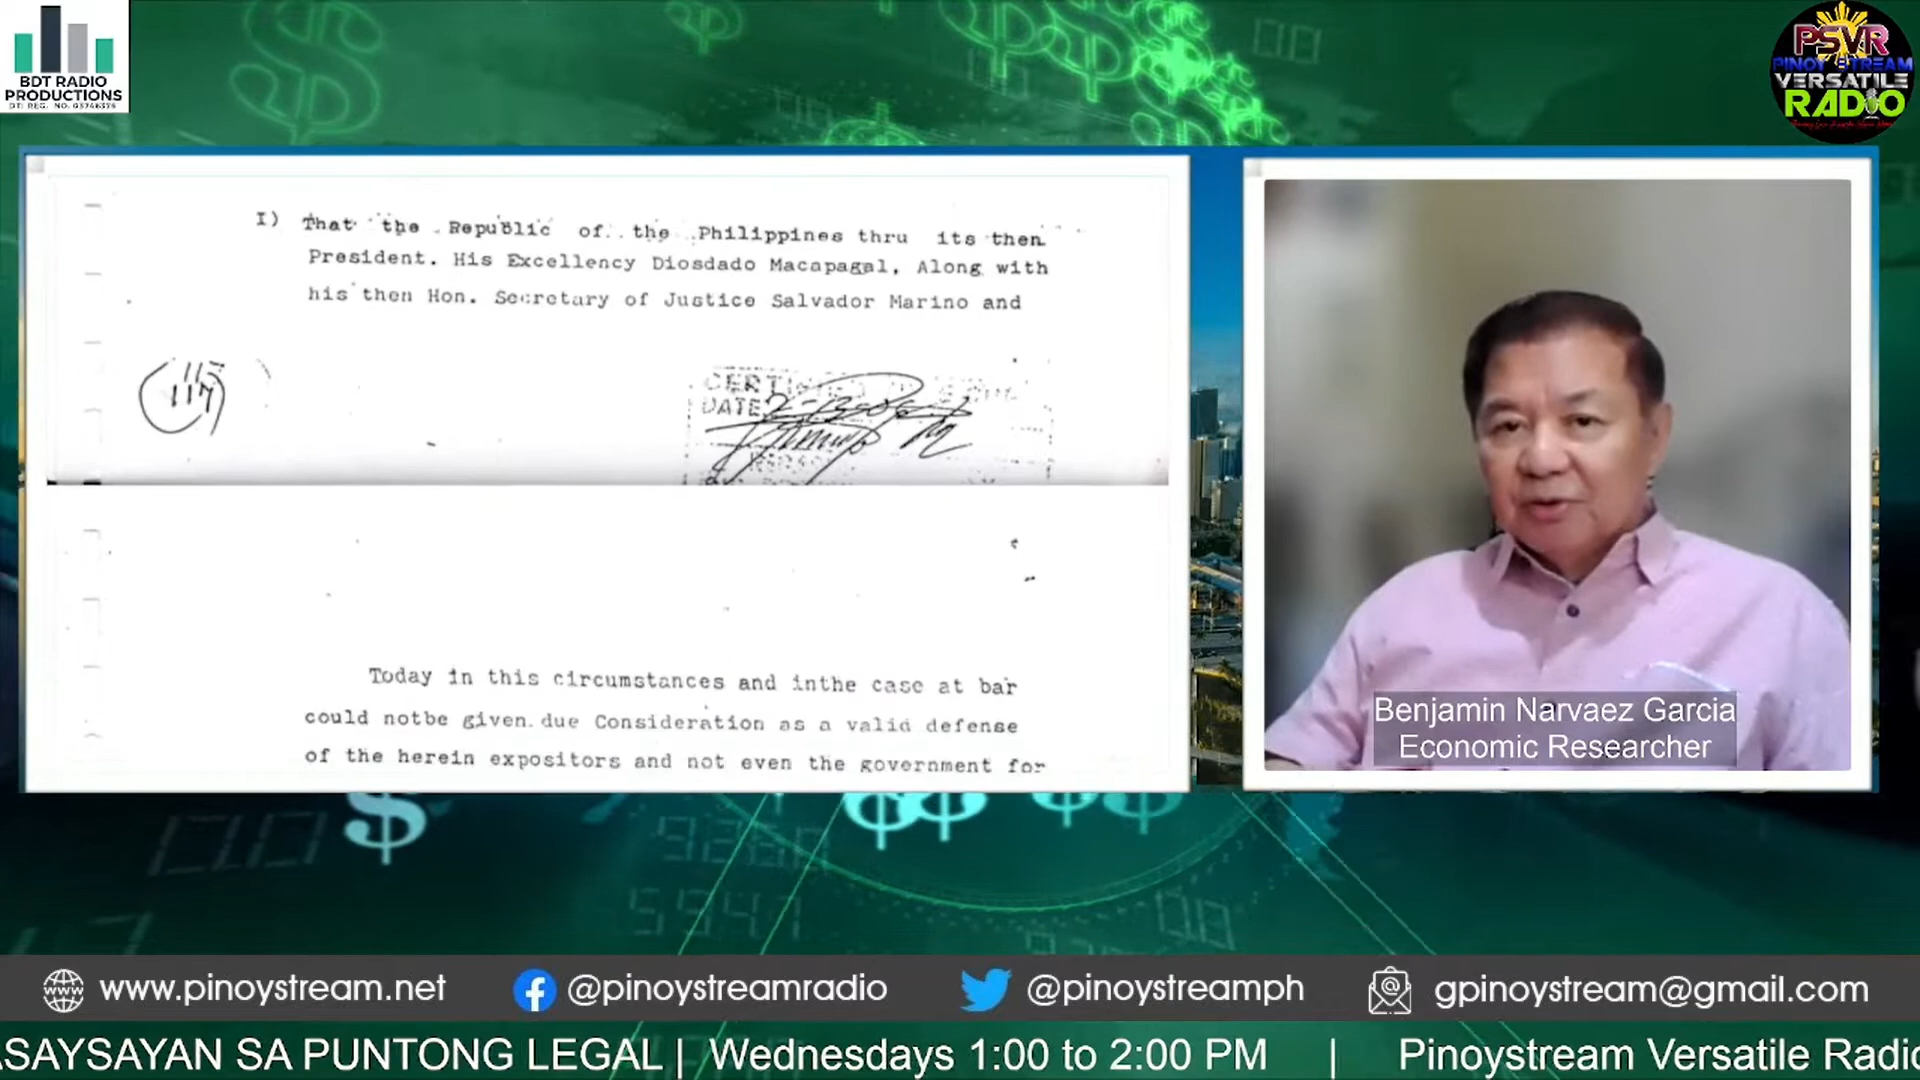 BDT RADIO
PRODUCTIONS
PSVR
PINOY STREAM
VERSATILE
RADIO
I) That the Republic of the Philippines thru its then
President. His Excellency Diosdado Macapagal, Along with
his then Hon. Secretary of Justice Salvador Marino and
117
DATE
Today in this circumstances and inthe case at bar
could notbe given due Consideration as a valid defense
of the herein expositors and not even the government for
Benjamin Narvaez Garcia
Economic Researcher
www.pinoystream.net
@pinoystreamradio
@pinoystreamph
gpinoystream@gmail.com
ASAYSAYAN SA PUNTONG LEGAL | Wednesdays 1:00 to 2:00 PM | Pinoystream Versatile Radio